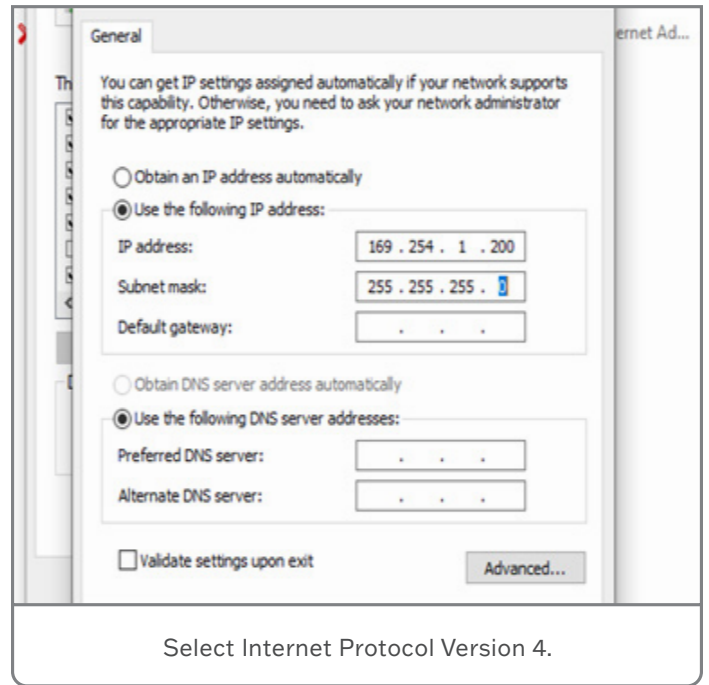 ernet Ad...
General
Th
You can get IP settings assigned automatically if your network supports
this capability. Otherwise, you need to ask your network administrator
for the appropriate IP settings.
Obtain an IP address automatically
Use the following IP address:
IP address: 169 . 254 . 1 . 200
Subnet mask: 255 . 255 . 255 . 0
Default gateway: . . .
Obtain DNS server address automatically
Use the following DNS server addresses:
Preferred DNS server: . . .
Alternate DNS server: . . .
Validate settings upon exit
Advanced...
Select Internet Protocol Version 4.